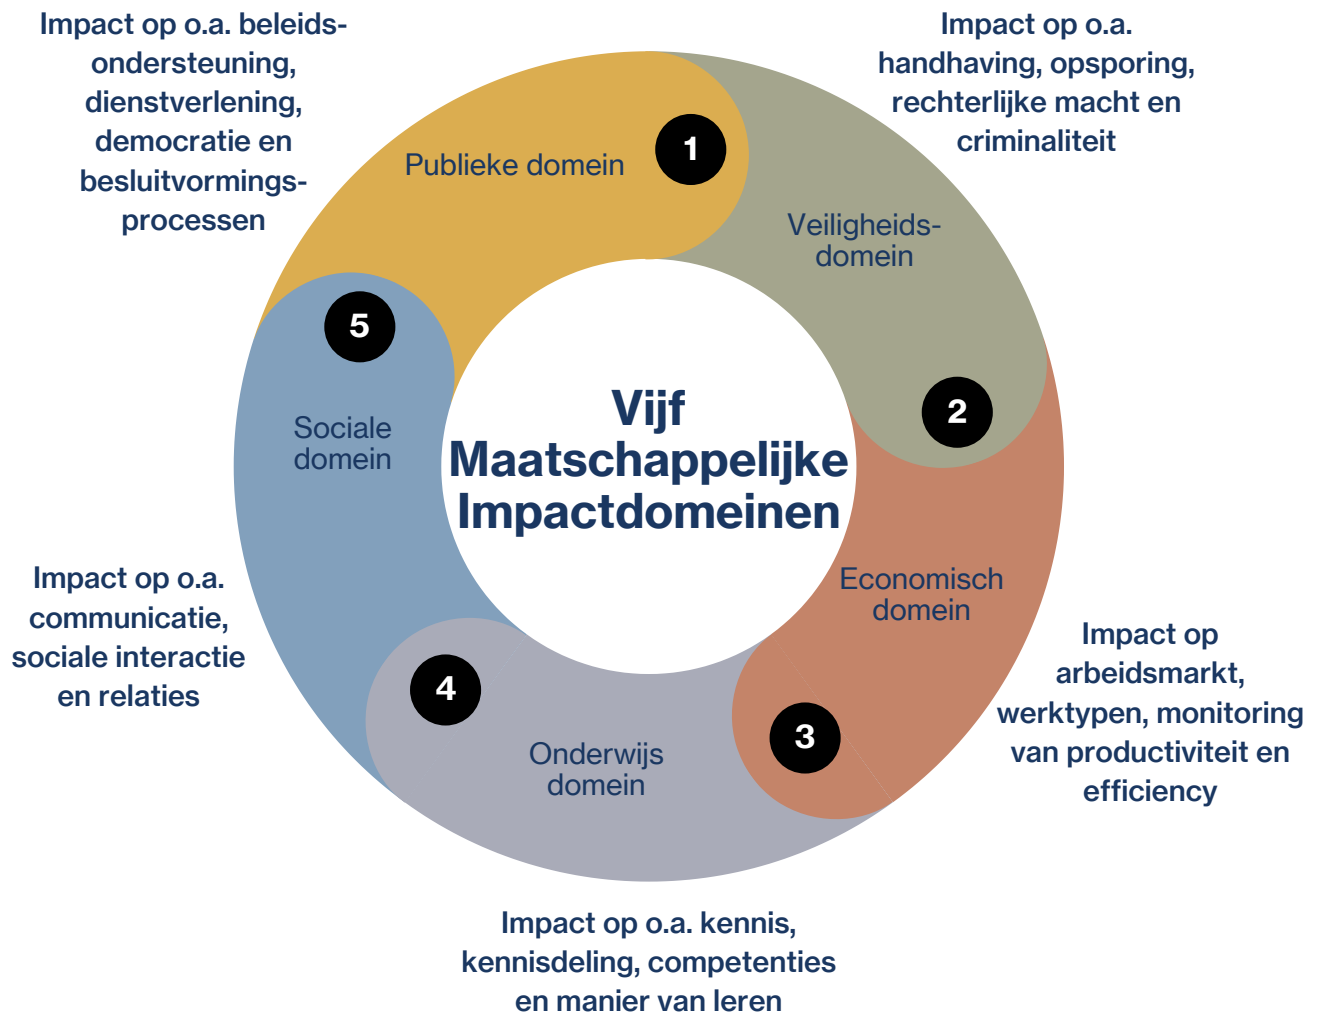 Impact op o.a. beleids-
ondersteuning,
dienstverlening,
democratie en
besluitvormings-
processen
Impact op o.a.
handhaving, opsporing,
rechterlijke macht en
criminaliteit
1
Publieke domein
Veiligheids-
domein
5
2
Sociale
domein
Vijf
Maatschappelijke
Impactdomeinen
Economisch
domein
Impact op o.a.
communicatie,
sociale interactie
en relaties
Impact op
arbeidsmarkt,
werktypen, monitoring
van productiviteit en
efficiency
4
3
Onderwijs
domein
Impact op o.a. kennis,
kennisdeling, competenties
en manier van leren